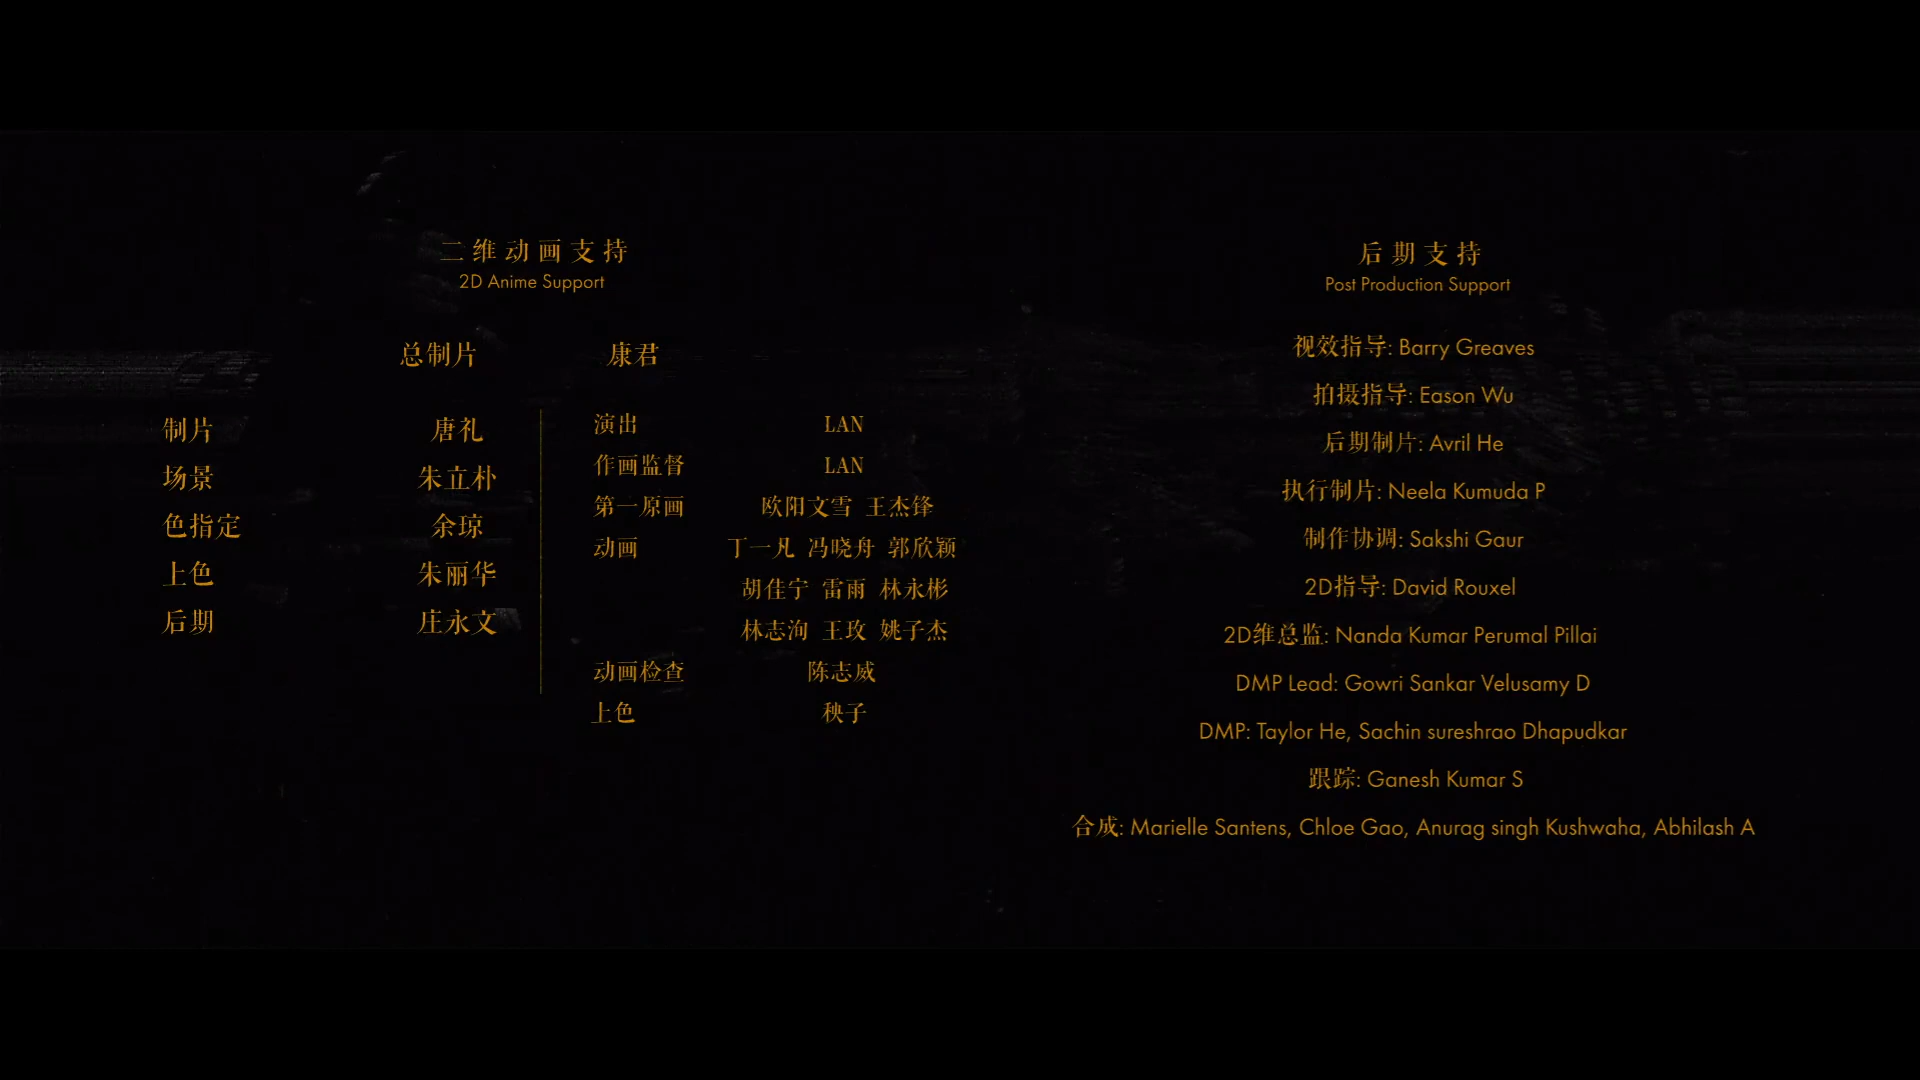 二维动画支持
2D Anime Support
总制片 康君
制片 唐礼
场景 朱立朴
色指定 余琼
上色 朱丽华
后期 庄永文
演出 LAN
作画监督 LAN
第一原画 欧阳文雪 王杰锋
动画 丁一凡 冯晓舟 郭欣颖
胡佳宁 雷雨 林永彬
林志洵 王玫 姚子杰
动画检查 陈志威
上色 秧子
后期支持
Post Production Support
视效指导: Barry Greaves
拍摄指导: Eason Wu
后期制片: Avril He
执行制片: Neela Kumuda P
制作协调: Sakshi Gaur
2D指导: David Rouxel
2D维总监: Nanda Kumar Perumal Pillai
DMP Lead: Gowri Sankar Velusamy D
DMP: Taylor He, Sachin sureshrao Dhapudkar
跟踪: Ganesh Kumar S
合成: Marielle Santens, Chloe Gao, Anurag singh Kushwaha, Abhilash A